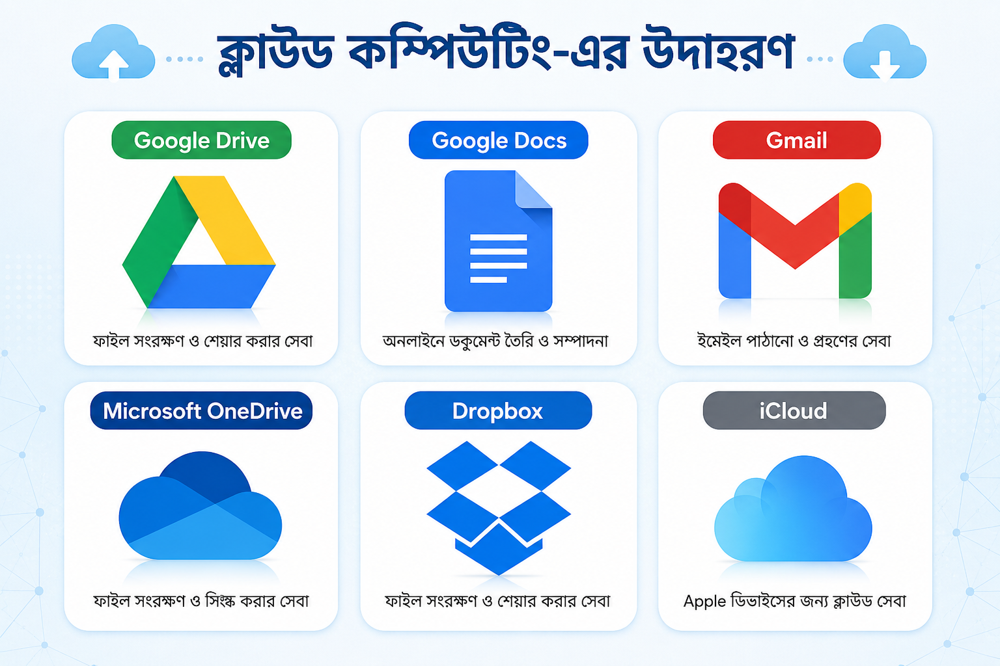 ক্লাউড কম্পিউটিং-এর উদাহরণ
Google Drive
ফাইল সংরক্ষণ ও শেয়ার করার সেবা
Google Docs
অনলাইনে ডকুমেন্ট তৈরি ও সম্পাদনা
Gmail
ইমেইল পাঠানো ও প্রহণের সেবা
Microsoft OneDrive
ফাইল সংরক্ষণ ও করার সেবা
Dropbox
ফাইল সংরক্ষণ ও শেয়ার করার সেবা
iCloud
Apple ডিভাইসের জন্য ক্লাউড সেবা